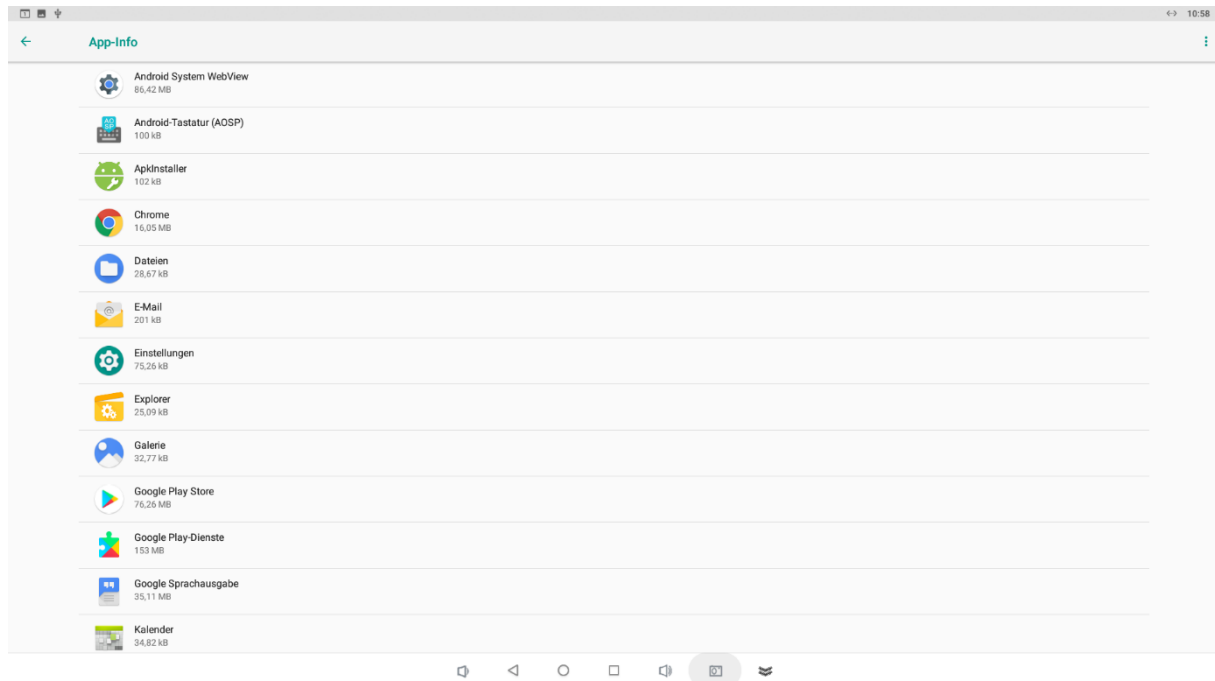 10:58
App-Info
Android System WebView
86,42 MB
Android-Tastatur (AOSP)
100 kB
ApkInstaller
102 kB
Chrome
16,05 MB
Dateien
28,67 kB
E-Mail
201 kB
Einstellungen
75,26 kB
Explorer
25,09 kB
Galerie
32,77 kB
Google Play Store
76,26 MB
Google Play-Dienste
153 MB
Google Sprachausgabe
35,11 MB
Kalender
34,82 kB